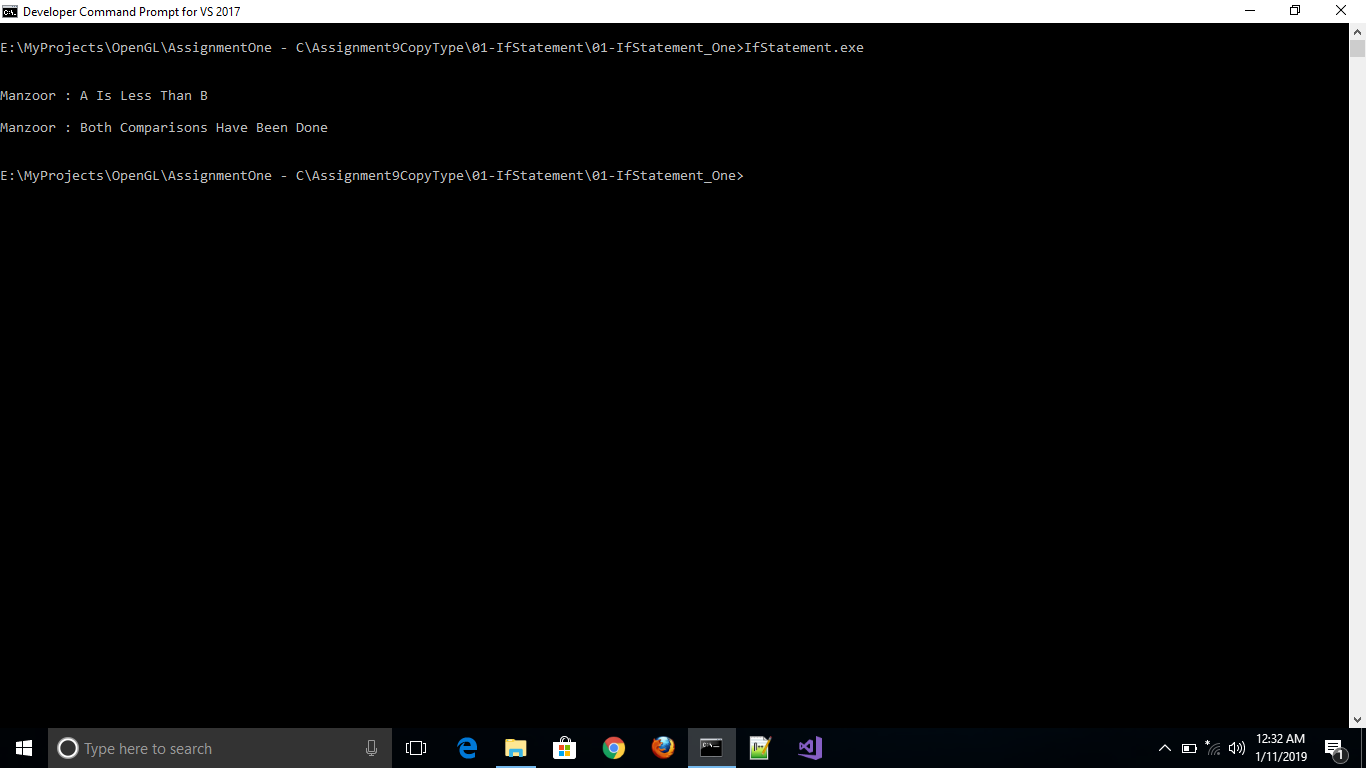 Developer Command Prompt for VS 2017
E:\MyProjects\OpenGL\AssignmentOne - C\Assignment9CopyType\01-IfStatement\01-IfStatement_One>IfStatement.exe
Manzoor : A Is Less Than B
Manzoor : Both Comparisons Have Been Done
E:\MyProjects\OpenGL\AssignmentOne - C\Assignment9CopyType\01-IfStatement\01-IfStatement_One>
Type here to search
12:32 AM
1/11/2019
1